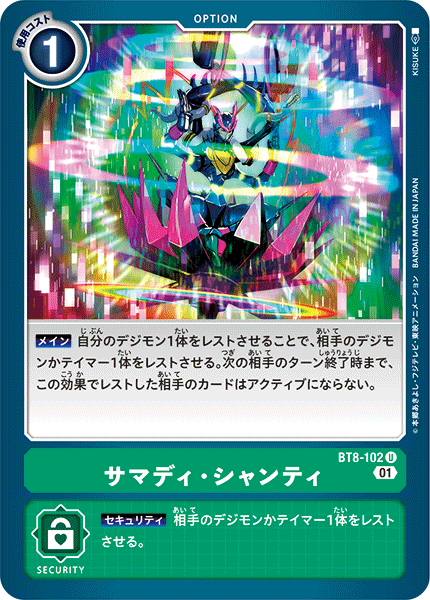 OPTION
使用コスト
1
KISUKE
BANDAI MADE IN JAPAN
©本郷あきよし・フジテレビ・東映アニメーション
メイン 自分のデジモン1体をレストさせることで、相手のデジモ
ンかテイマー1体をレストさせる。次の相手のターン終了時まで、
この効果でレストした相手のカードはアクティブにならない。
BT8-102 U
サマディ・シャンティ
01
セキュリティ 相手のデジモンかテイマー1体をレスト
させる。
SECURITY